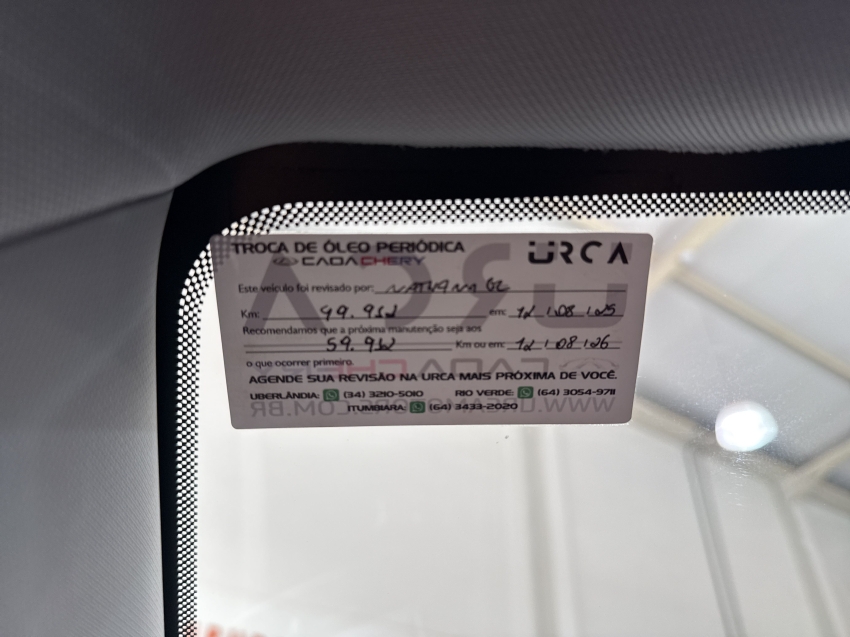 TROCA DE ÓLEO PERIÓDICA
CAOA CHERY
URCA
Este veículo foi revisado por:
Km: 49.952 em: 12/08/25
Recomendamos que a próxima manutenção seja aos
59.952 Km ou em: 12/08/26
o que ocorrer primeiro.
AGENDE SUA REVISÃO NA URCA MAIS PRÓXIMA DE VOCÊ.
UBERLÂNDIA: (34) 3210-5010 RIO VERDE: (64) 3054-9711
ITUMBIARA: (64) 3433-2020